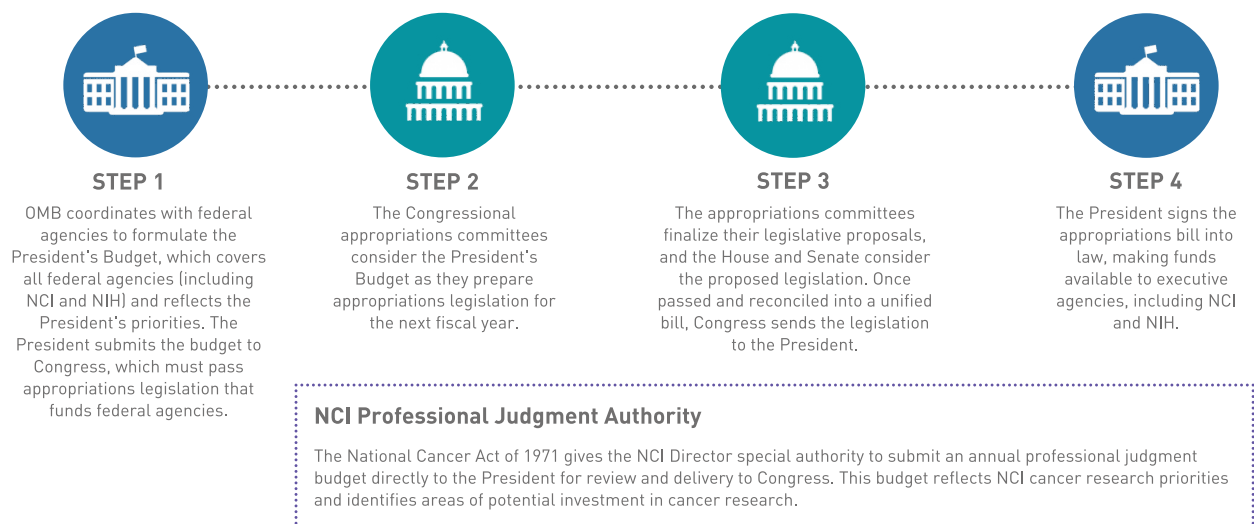 STEP 1
OMB coordinates with federal
agencies to formulate the
President's Budget, which covers
all federal agencies (including
NCI and NIH) and reflects the
President's priorities. The
President submits the budget to
Congress, which must pass
appropriations legislation that
funds federal agencies.
STEP 2
The Congressional
appropriations committees
consider the President's
Budget as they prepare
appropriations legislation for
the next fiscal year.
STEP 3
The appropriations committees
finalize their legislative proposals,
and the House and Senate consider
the proposed legislation. Once
passed and reconciled into a unified
bill, Congress sends the legislation
to the President.
STEP 4
The President signs the
appropriations bill into
law, making funds
available to executive
agencies, including NCI
and NIH.
NCI Professional Judgment Authority
The National Cancer Act of 1971 gives the NCI Director special authority to submit an annual professional judgment
budget directly to the President for review and delivery to Congress. This budget reflects NCI cancer research priorities
and identifies areas of potential investment in cancer research.